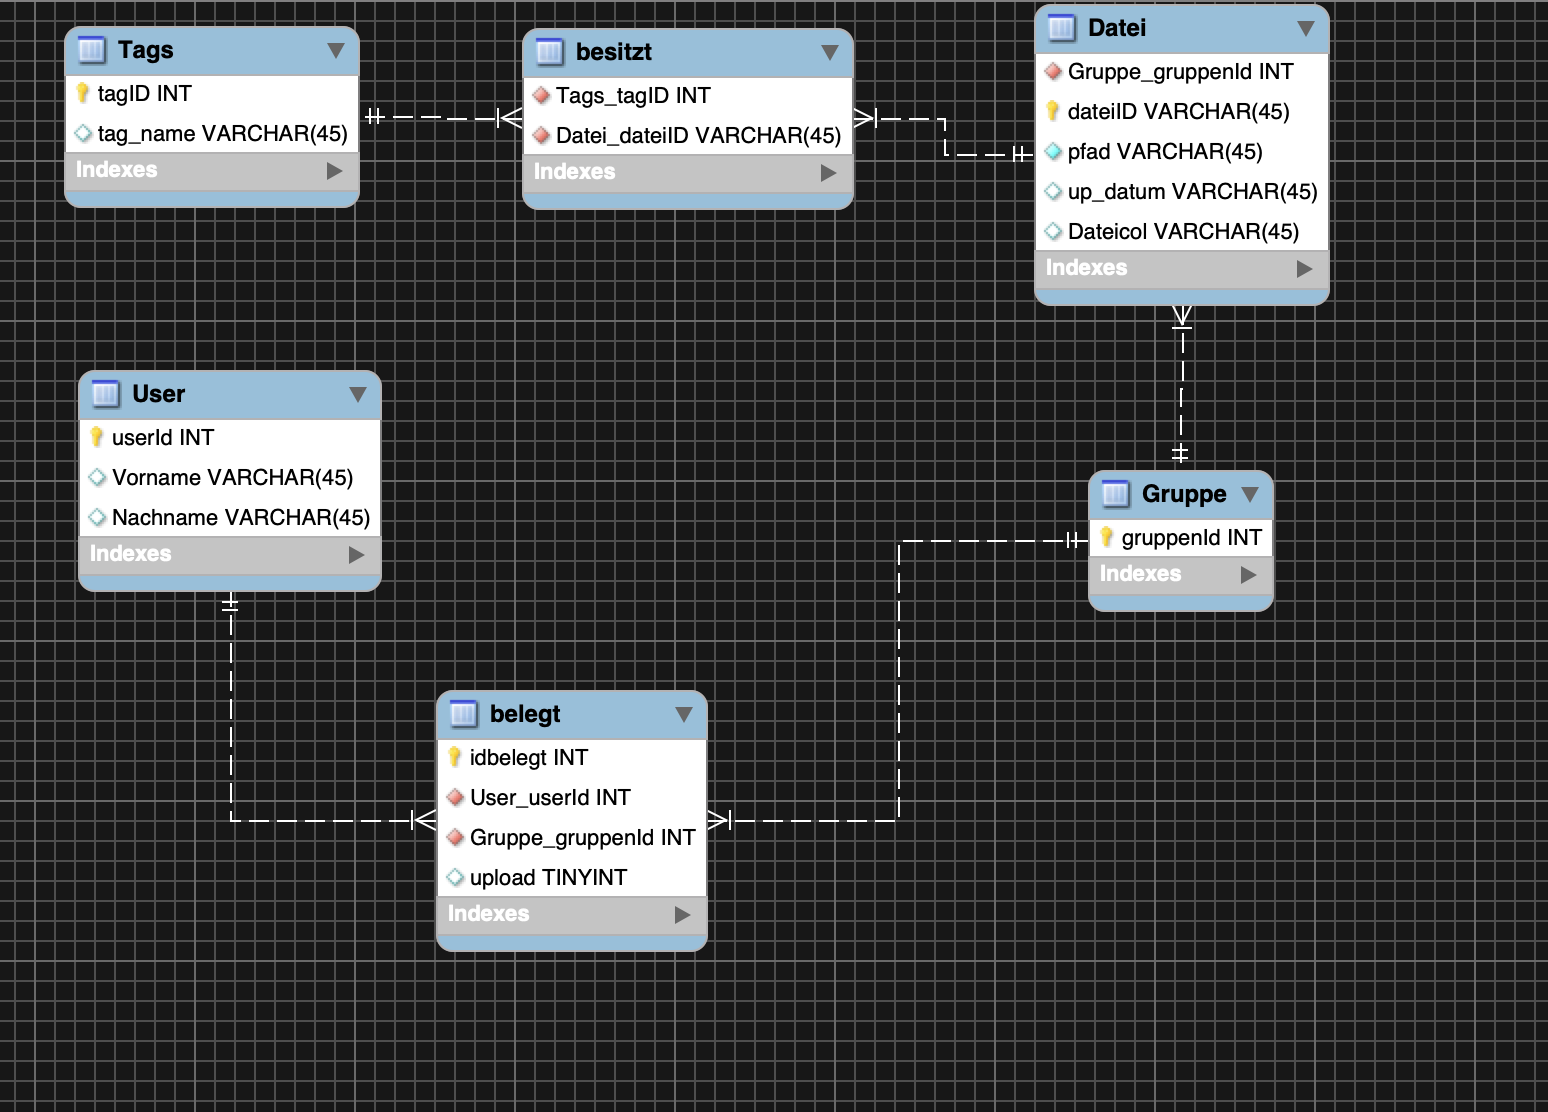 Tags
tagID INT
tag_name VARCHAR(45)
Indexes
besitzt
Tags_tagID INT
Datei_dateiID VARCHAR(45)
Indexes
Datei
Gruppe_gruppenId INT
dateiID VARCHAR(45)
pfad VARCHAR(45)
up_datum VARCHAR(45)
Dateicol VARCHAR(45)
Indexes
User
userId INT
Vorname VARCHAR(45)
Nachname VARCHAR(45)
Indexes
Gruppe
gruppenId INT
Indexes
belegt
idbelegt INT
User_userId INT
Gruppe_gruppenId INT
upload TINYINT
Indexes